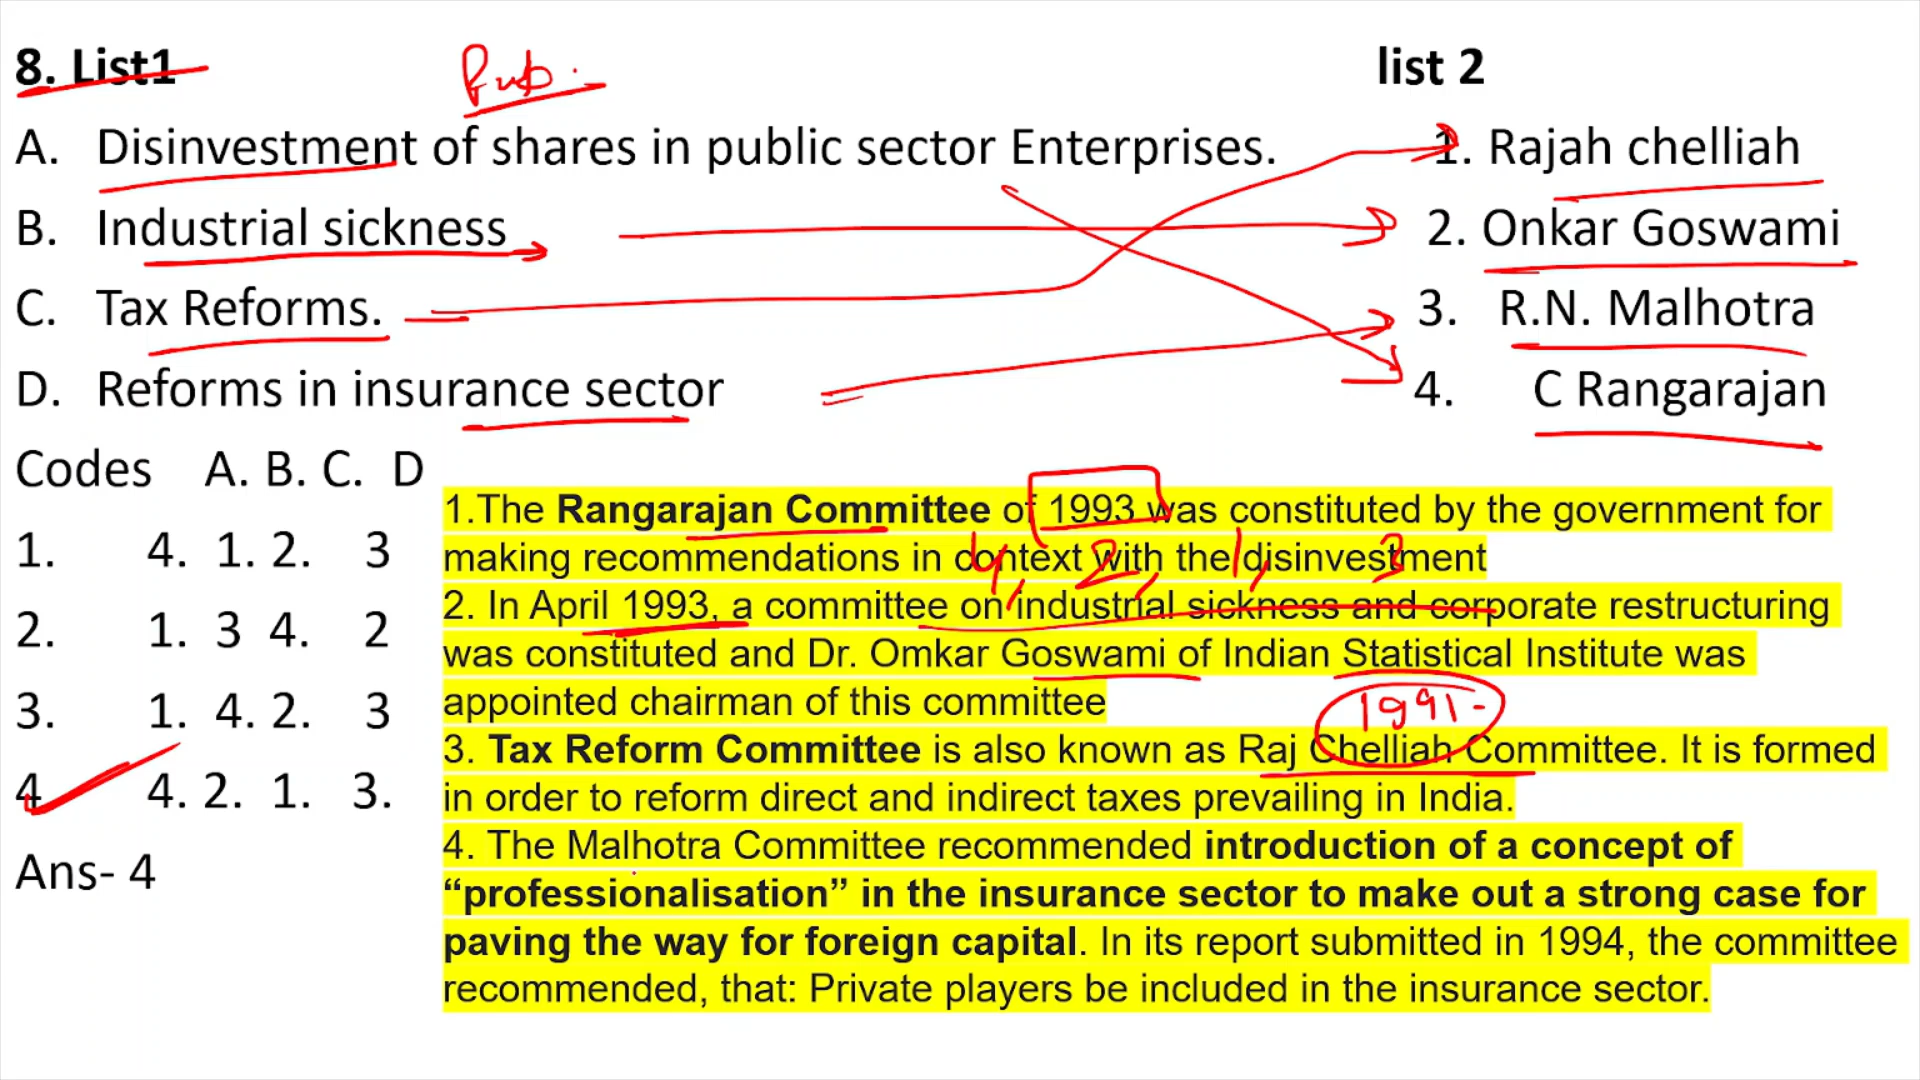 8. List1 Pub :- list 2
A. Disinvestment of shares in public sector Enterprises. 1. Rajah chelliah
B. Industrial sickness 2. Onkar Goswami
C. Tax Reforms. 3. R.N. Malhotra
D. Reforms in insurance sector 4. C Rangarajan
Codes A. B. C. D
1. 4. 1. 2. 3
2. 1. 3 4. 2
3. 1. 4. 2. 3
4 4. 2. 1. 3.
Ans- 4
1.The Rangarajan Committee of 1993 was constituted by the government for
making recommendations in context with the disinvestment
4, 2, 1, 3
2. In April 1993, a committee on industrial sickness and corporate restructuring
was constituted and Dr. Omkar Goswami of Indian Statistical Institute was
appointed chairman of this committee
1991-
3. Tax Reform Committee is also known as Raj Chelliah Committee. It is formed
in order to reform direct and indirect taxes prevailing in India.
4. The Malhotra Committee recommended introduction of a concept of
“professionalisation” in the insurance sector to make out a strong case for
paving the way for foreign capital. In its report submitted in 1994, the committee
recommended, that: Private players be included in the insurance sector.